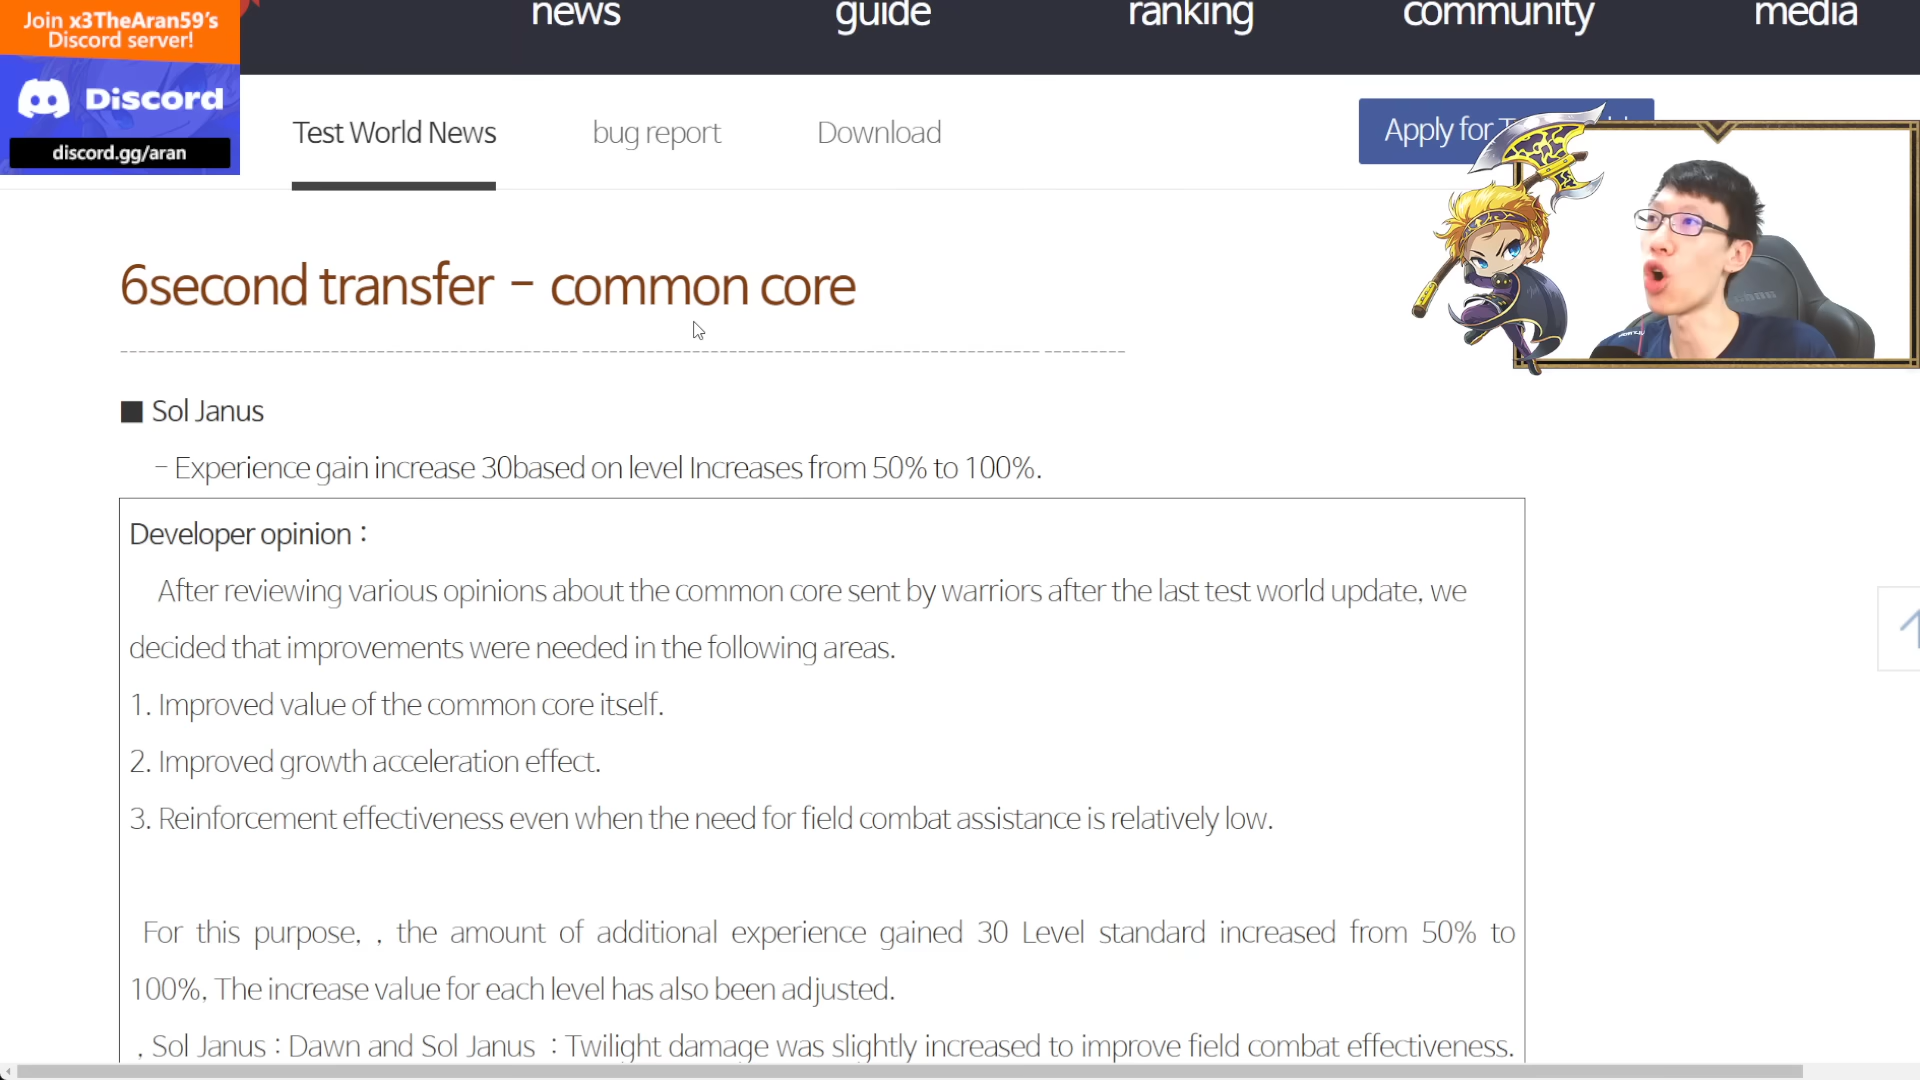 Join x3TheAran59's
Discord server!
Discord
discord.gg/aran
news guide ranking community media
Test World News bug report Download Apply for
6second transfer - common core
■ Sol Janus
- Experience gain increase 30based on level Increases from 50% to 100%.
Developer opinion :
After reviewing various opinions about the common core sent by warriors after the last test world update, we
decided that improvements were needed in the following areas.
1. Improved value of the common core itself.
2. Improved growth acceleration effect.
3. Reinforcement effectiveness even when the need for field combat assistance is relatively low.
For this purpose, , the amount of additional experience gained 30 Level standard increased from 50% to
100%, The increase value for each level has also been adjusted.
, Sol Janus : Dawn and Sol Janus : Twilight damage was slightly increased to improve field combat effectiveness.